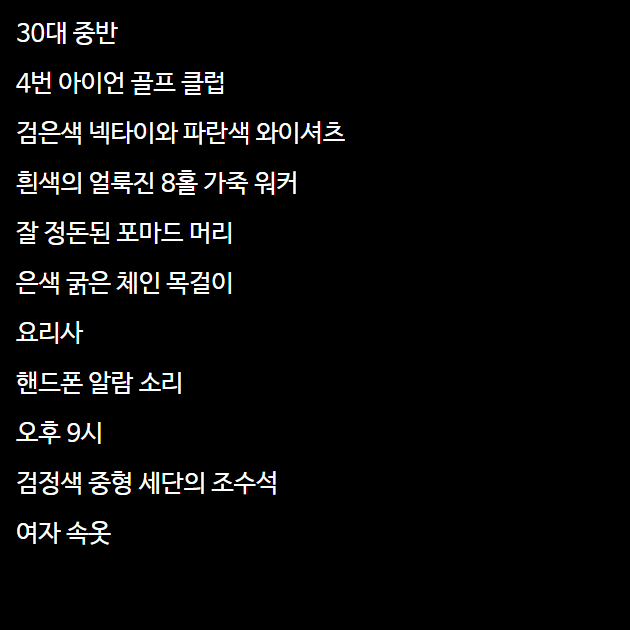 30대 중반
4번 아이언 골프 클럽
검은색 넥타이와 파란색 와이셔츠
흰색의 얼룩진 8홀 가죽 워커
잘 정돈된 포마드 머리
은색 굵은 체인 목걸이
요리사
핸드폰 알람 소리
오후 9시
검정색 중형 세단의 조수석
여자 속옷